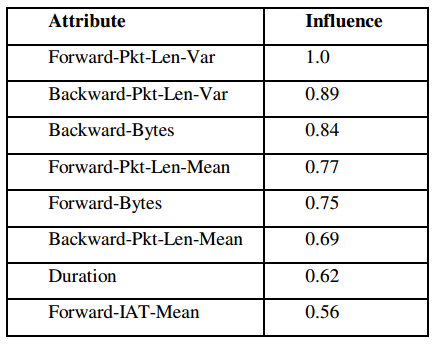 Attribute Influence
Forward-Pkt-Len-Var 1.0
Backward-Pkt-Len-Var 0.89
Backward-Bytes 0.84
Forward-Pkt-Len-Mean 0.77
Forward-Bytes 0.75
Backward-Pkt-Len-Mean 0.69
Duration 0.62
Forward-IAT-Mean 0.56